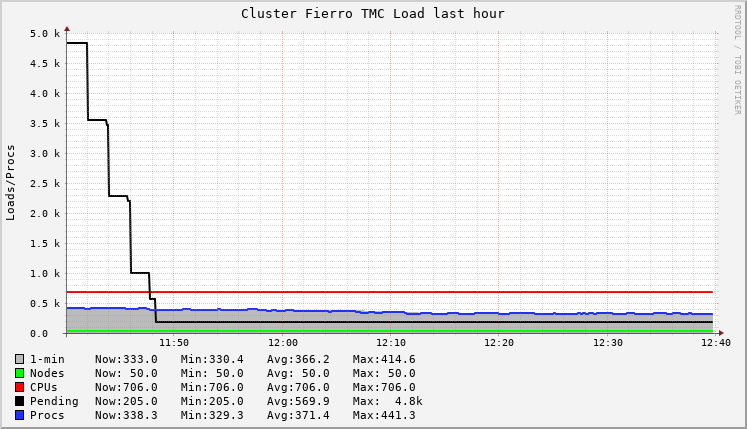 Cluster Fierro TMC Load last hour
RRDTOOL / TOBI OETIKER
Loads/Procs
5.0 k
4.5 k
4.0 k
3.5 k
3.0 k
2.5 k
2.0 k
1.5 k
1.0 k
0.5 k
0.0
11:50 12:00 12:10 12:20 12:30 12:40
1-min Now:333.0 Min:330.4 Avg:366.2 Max:414.6
Nodes Now: 50.0 Min: 50.0 Avg: 50.0 Max: 50.0
CPUs Now:706.0 Min:706.0 Avg:706.0 Max:706.0
Pending Now:205.0 Min:205.0 Avg:569.9 Max: 4.8k
Procs Now:338.3 Min:329.3 Avg:371.4 Max:441.3